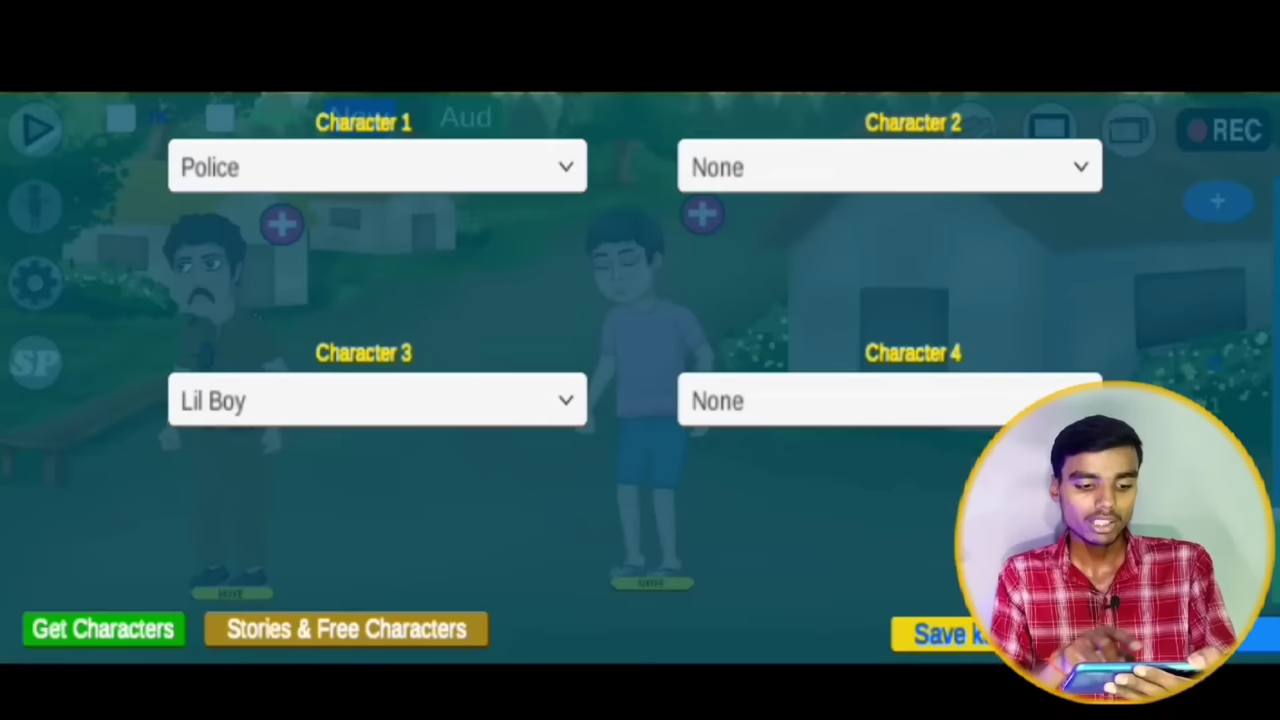 Aud
Character 1
Character 2
REC
Police
None
SP
Character 3
Character 4
Lil Boy
None
Get Characters
Stories & Free Characters
Save